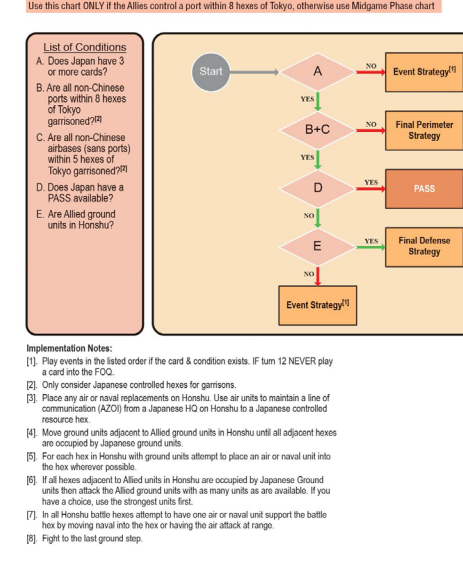 Use this chart ONLY if the Allies control a port within 8 hexes of Tokyo, otherwise use Midgame Phase chart
List of Conditions
A. Does Japan have 3
or more cards?
B. Are all non-Chinese
ports within 8 hexes
of Tokyo
garrisoned?[2]
C. Are all non-Chinese
airbases (sans ports)
within 5 hexes of
Tokyo garrisoned?[2]
D. Does Japan have a
PASS available?
E. Are Allied ground
units in Honshu?
Start
A
NO
Event Strategy[1]
YES
B+C
NO
Final Perimeter
Strategy
YES
D
YES
PASS
NO
E
YES
Final Defense
Strategy
NO
Event Strategy[1]
Implementation Notes:
[1]. Play events in the listed order if the card & condition exists. IF turn 12 NEVER play
a card into the FOQ.
[2]. Only consider Japanese controlled hexes for garrisons.
[3]. Place any air or naval replacements on Honshu. Use air units to maintain a line of
communication (AZOI) from a Japanese HQ on Honshu to a Japanese controlled
resource hex.
[4]. Move ground units adjacent to Allied ground units in Honshu until all adjacent hexes
are occupied by Japanese ground units.
[5]. For each hex in Honshu with ground units attempt to place an air or naval unit into
the hex wherever possible.
[6]. If all hexes adjacent to Allied units in Honshu are occupied by Japanese Ground
units then attack the Allied ground units with as many units as are available. If you
have a choice, use the strongest units first.
[7]. In all Honshu battle hexes attempt to have one air or naval unit support the battle
hex by moving naval into the hex or having the air attack at range.
[8]. Fight to the last ground step.